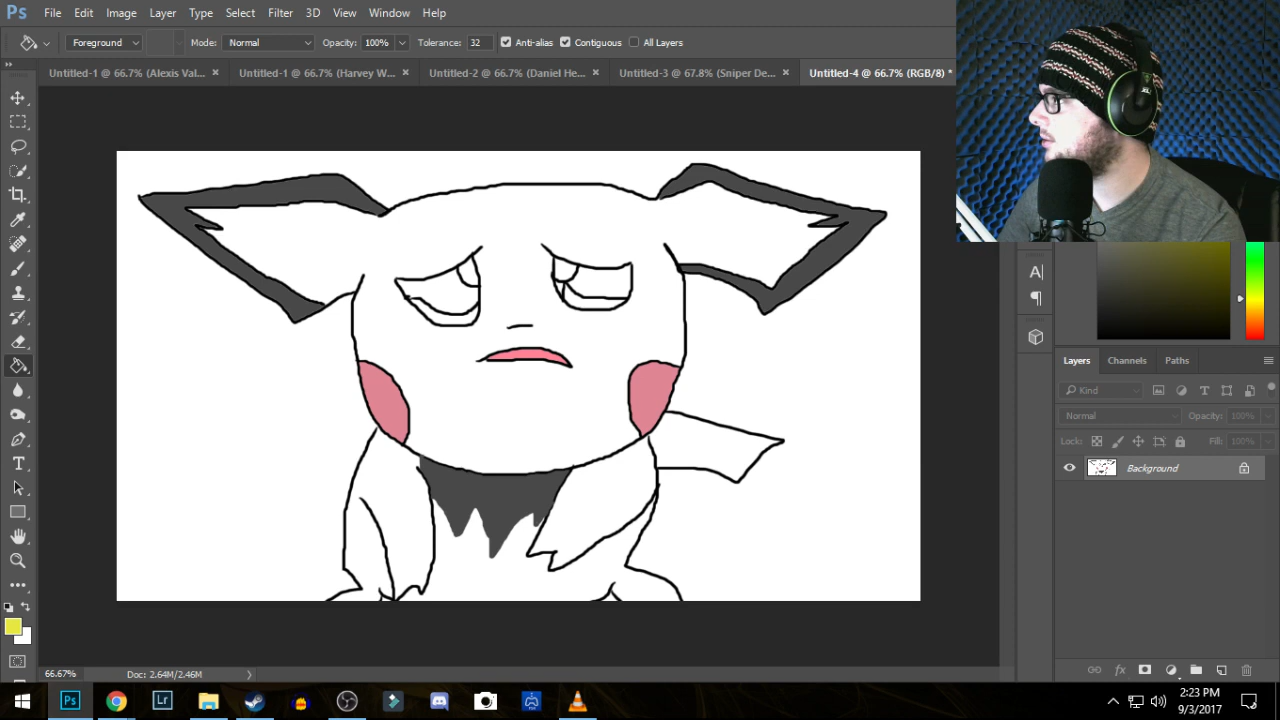 Ps File Edit Image Layer Type Select Filter 3D View Window Help
Foreground Mode: Normal Opacity: 100% Tolerance: 32 Anti-alias Contiguous All Layers
Untitled-1 @ 66.7% (Alexis Val... × Untitled-1 @ 66.7% (Harvey W... × Untitled-2 @ 66.7% (Daniel He... × Untitled-3 @ 67.8% (Sniper De... × Untitled-4 @ 66.7% (RGB/8) *
Layers Channels Paths
Kind
Normal Opacity: 100%
Lock: Fill: 100%
Background
66.67% Doc: 2.64M/2.46M
Ps Lr
2:23 PM
9/3/2017